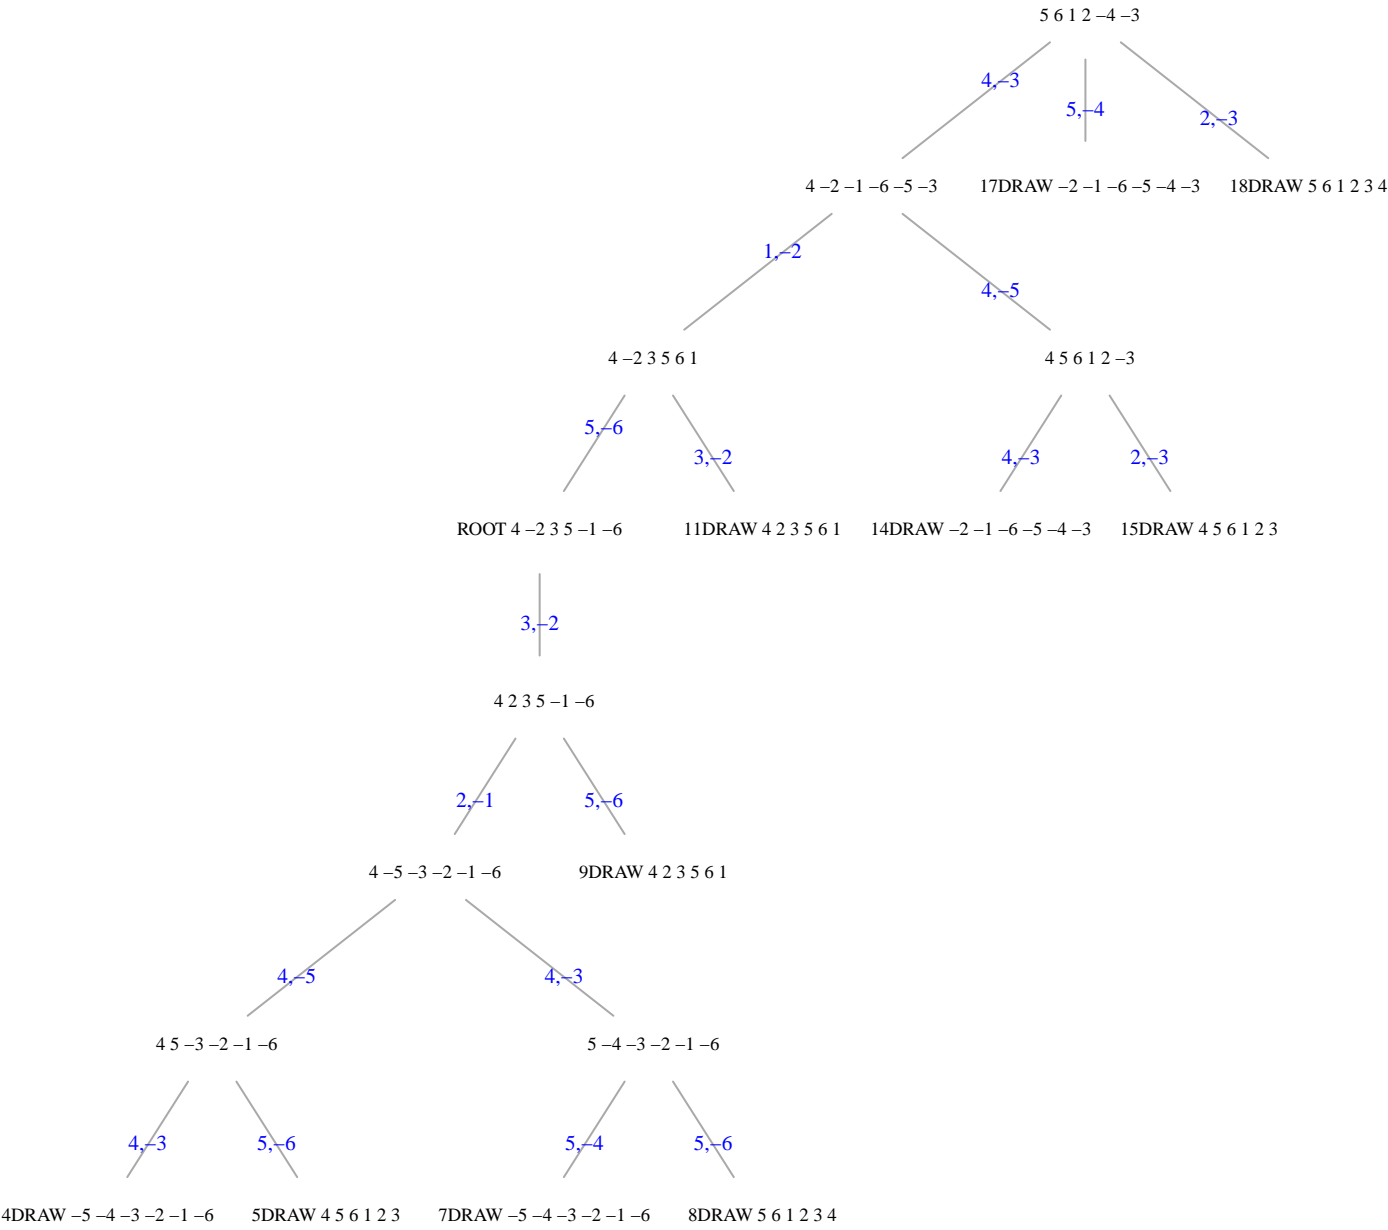 5 6 1 2 –4 –3
4,–3
5,–4
2,–3
4 –2 –1 –6 –5 –3
17DRAW –2 –1 –6 –5 –4 –3
18DRAW 5 6 1 2 3 4
1,–2
4,–5
4 –2 3 5 6 1
4 5 6 1 2 –3
5,–6
3,–2
4,–3
2,–3
ROOT 4 –2 3 5 –1 –6
11DRAW 4 2 3 5 6 1
14DRAW –2 –1 –6 –5 –4 –3
15DRAW 4 5 6 1 2 3
3,–2
4 2 3 5 –1 –6
2,–1
5,–6
4 –5 –3 –2 –1 –6
9DRAW 4 2 3 5 6 1
4,–5
4,–3
4 5 –3 –2 –1 –6
5 –4 –3 –2 –1 –6
4,–3
5,–6
5,–4
5,–6
4DRAW –5 –4 –3 –2 –1 –6
5DRAW 4 5 6 1 2 3
7DRAW –5 –4 –3 –2 –1 –6
8DRAW 5 6 1 2 3 4